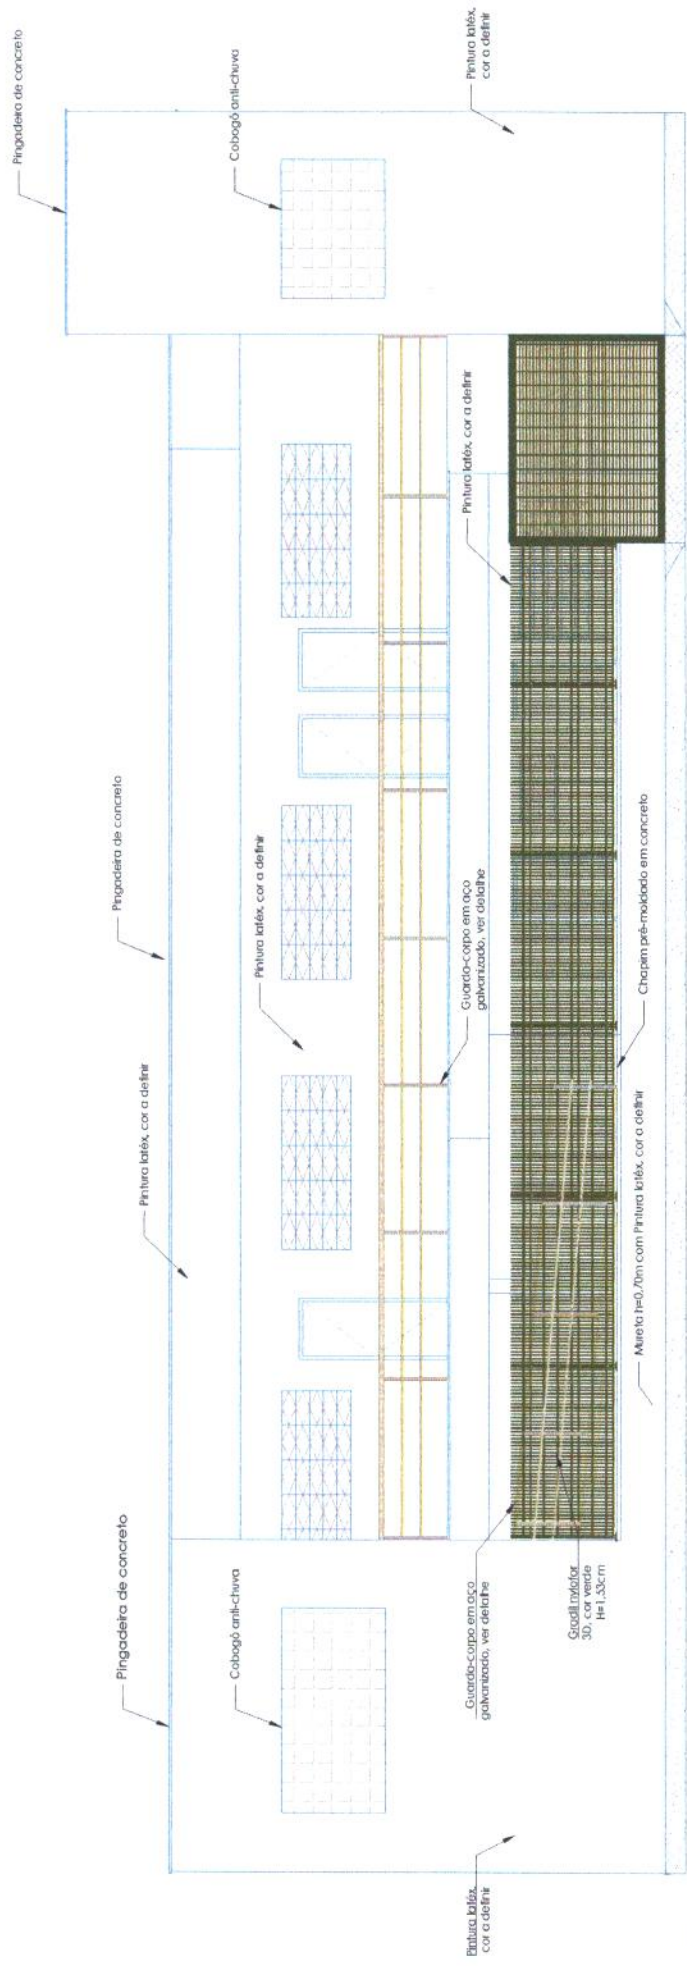 Pingadeira de concreto
Cobogó anti-chuva
Pintura latéx,
cor a definir
Pingadeira de concreto
Pintura latéx, cor a definir
Pintura latéx, cor a definir
Guarda-corpo em aço
galvanizado, ver detalhe
Pintura latéx, cor a definir
Guarda-corpo em aço
galvanizado, ver detalhe
Gradil nylofor
3D, cor verde
H=1,53cm
Mureta h=0,70m com Pintura latéx, cor a definir
Chapim pré-moldado em concreto
Pingadeira de concreto
Cobogó anti-chuva
Pintura latéx,
cor a definir